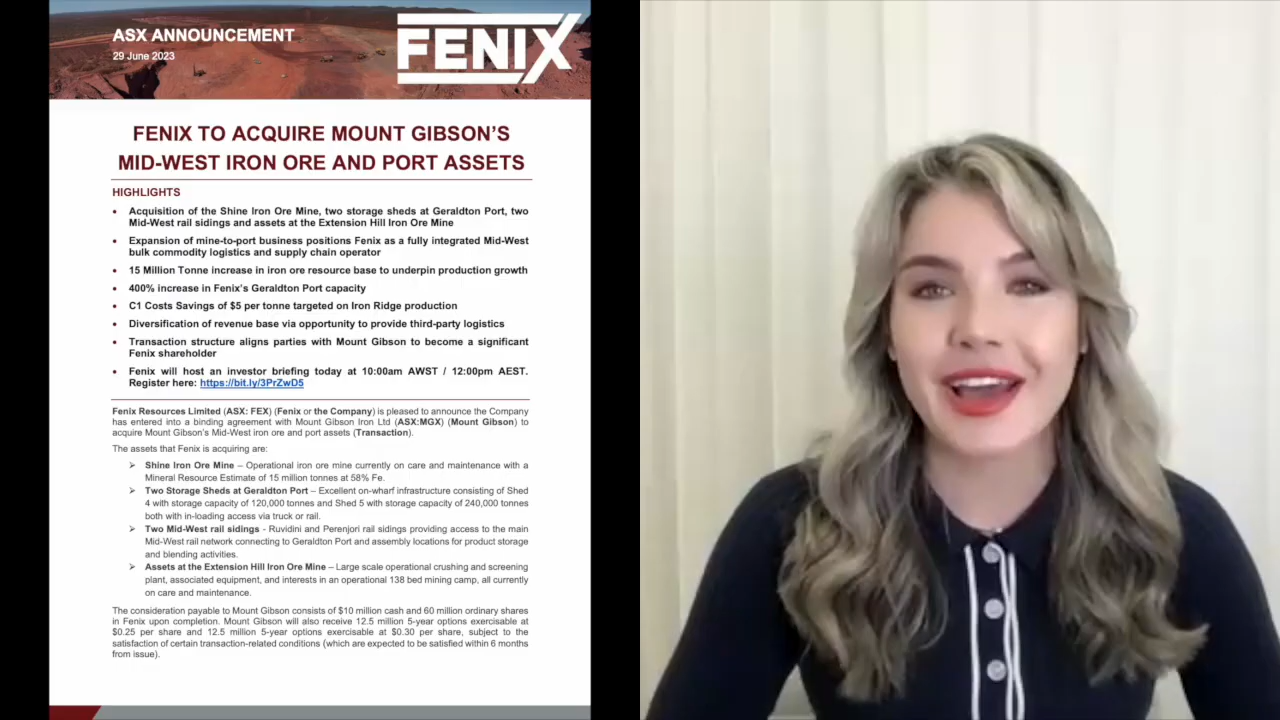 ASX ANNOUNCEMENT
29 June 2023
FENIX
FENIX TO ACQUIRE MOUNT GIBSON'S
MID-WEST IRON ORE AND PORT ASSETS
HIGHLIGHTS
• Acquisition of the Shine Iron Ore Mine, two storage sheds at Geraldton Port, two
Mid-West rail sidings and assets at the Extension Hill Iron Ore Mine
• Expansion of mine-to-port business positions Fenix as a fully integrated Mid-West
bulk commodity logistics and supply chain operator
• 15 Million Tonne increase in iron ore resource base to underpin production growth
• 400% increase in Fenix's Geraldton Port capacity
• C1 Costs Savings of $5 per tonne targeted on Iron Ridge production
• Diversification of revenue base via opportunity to provide third-party logistics
• Transaction structure aligns parties with Mount Gibson to become a significant
Fenix shareholder
• Fenix will host an investor briefing today at 10:00am AWST / 12:00pm AEST.
Register here: https://bit.ly/3PrZwD5
Fenix Resources Limited (ASX: FEX) (Fenix or the Company) is pleased to announce the Company
has entered into a binding agreement with Mount Gibson Iron Ltd (ASX:MGX) (Mount Gibson) to
acquire Mount Gibson's Mid-West iron ore and port assets (Transaction).
The assets that Fenix is acquiring are:
➢ Shine Iron Ore Mine – Operational iron ore mine currently on care and maintenance with a
Mineral Resource Estimate of 15 million tonnes at 58% Fe.
➢ Two Storage Sheds at Geraldton Port – Excellent on-wharf infrastructure consisting of Shed
4 with storage capacity of 120,000 tonnes and Shed 5 with storage capacity of 240,000 tonnes
both with in-loading access via truck or rail.
➢ Two Mid-West rail sidings - Ruvidini and Perenjori rail sidings providing access to the main
Mid-West rail network connecting to Geraldton Port and assembly locations for product storage
and blending activities.
➢ Assets at the Extension Hill Iron Ore Mine – Large scale operational crushing and screening
plant, associated equipment, and interests in an operational 138 bed mining camp, all currently
on care and maintenance.
The consideration payable to Mount Gibson consists of $10 million cash and 60 million ordinary shares
in Fenix upon completion. Mount Gibson will also receive 12.5 million 5-year options exercisable at
$0.25 per share and 12.5 million 5-year options exercisable at $0.30 per share, subject to the
satisfaction of certain transaction-related conditions (which are expected to be satisfied within 6 months
from issue).